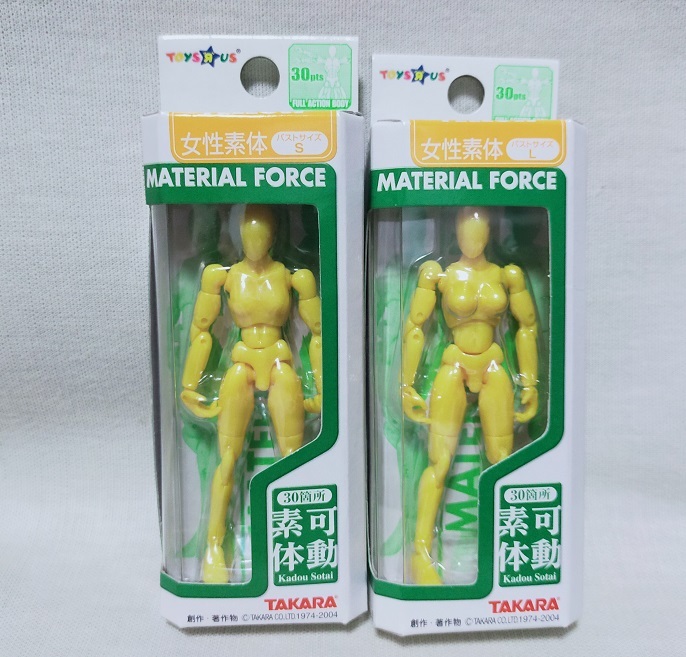 TOYS R US
30pts
FULL ACTION BODY
女性素体
バストサイズ
S
MATERIAL FORCE
30箇所
可動
素体
Kadou Sotai
TAKARA
創作・著作物 © TAKARA CO.,LTD. 1974-2004
TOYS R US
30pts
女性素体
バストサイズ
L
MATERIAL FORCE
MATE
30箇所
可動
素体
Kadou Sotai
TAKARA
創作・著作物 © TAKARA CO.,LTD. 1974-2004